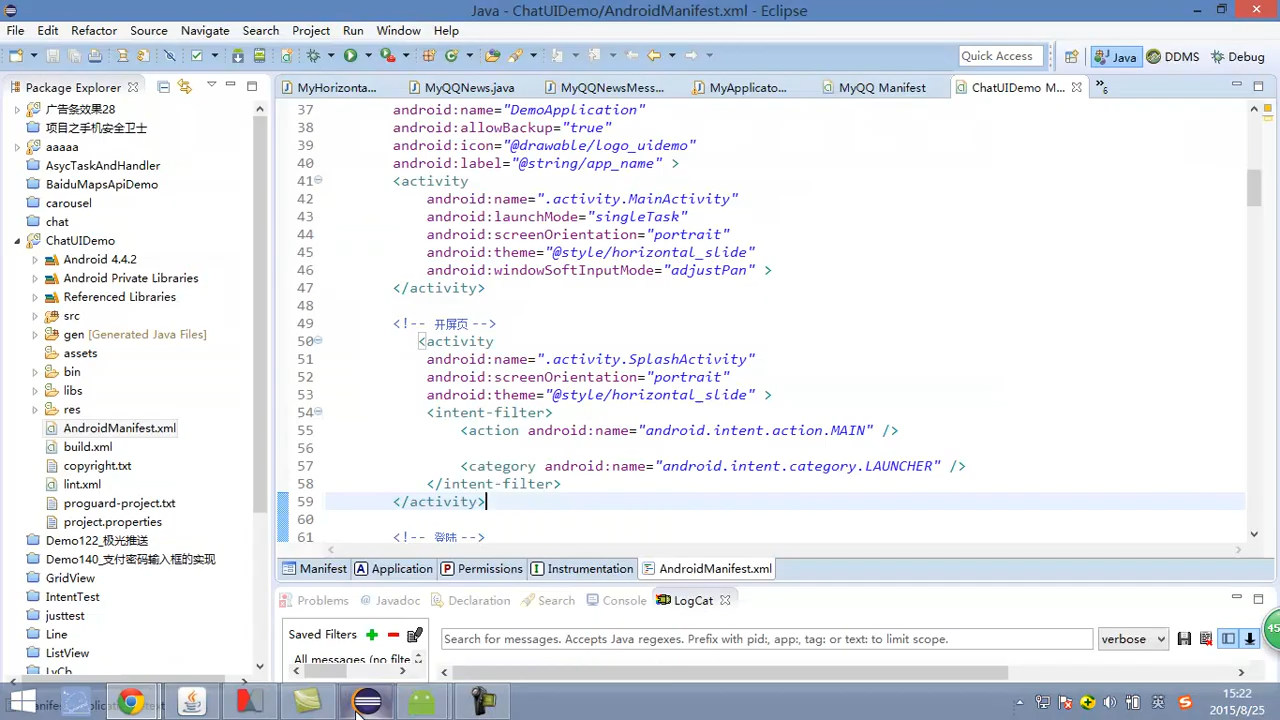 Java - ChatUIDemo/AndroidManifest.xml - Eclipse
File Edit Refactor Source Navigate Search Project Run Window Help
Quick Access Java DDMS Debug
Package Explorer
MyHorizonta... MyQQNews.java MyQQNewsMess... MyApplicatio... MyQQ Manifest ChatUIDemo M... »5
广告条效果28
项目之手机安全卫士
aaaaa
AsycTaskAndHandler
BaiduMapsApiDemo
carousel
chat
ChatUIDemo
Android 4.4.2
Android Private Libraries
Referenced Libraries
src
gen [Generated Java Files]
assets
bin
libs
res
AndroidManifest.xml
build.xml
copyright.txt
lint.xml
proguard-project.txt
project.properties
Demo122_极光推送
Demo140_支付密码输入框的实现
GridView
IntentTest
justtest
Line
ListView
37 android:name="DemoApplication"
38 android:allowBackup="true"
39 android:icon="@drawable/logo_uidemo"
40 android:label="@string/app_name" >
41 <activity
42 android:name=".activity.MainActivity"
43 android:launchMode="singleTask"
44 android:screenOrientation="portrait"
45 android:theme="@style/horizontal_slide"
46 android:windowSoftInputMode="adjustPan" >
47 </activity>
48
49 <!-- 开屏页 -->
50 <activity
51 android:name=".activity.SplashActivity"
52 android:screenOrientation="portrait"
53 android:theme="@style/horizontal_slide" >
54 <intent-filter>
55 <action android:name="android.intent.action.MAIN" />
56
57 <category android:name="android.intent.category.LAUNCHER" />
58 </intent-filter>
59 </activity>
60
61 <!-- 登陆 -->
Manifest Application Permissions Instrumentation AndroidManifest.xml
Problems Javadoc Declaration Search Console LogCat
Saved Filters
All messages (no filte
Search for messages. Accepts Java regexes. Prefix with pid:, app:, tag: or text: to limit scope.
verbose
45
英
15:22
2015/8/25